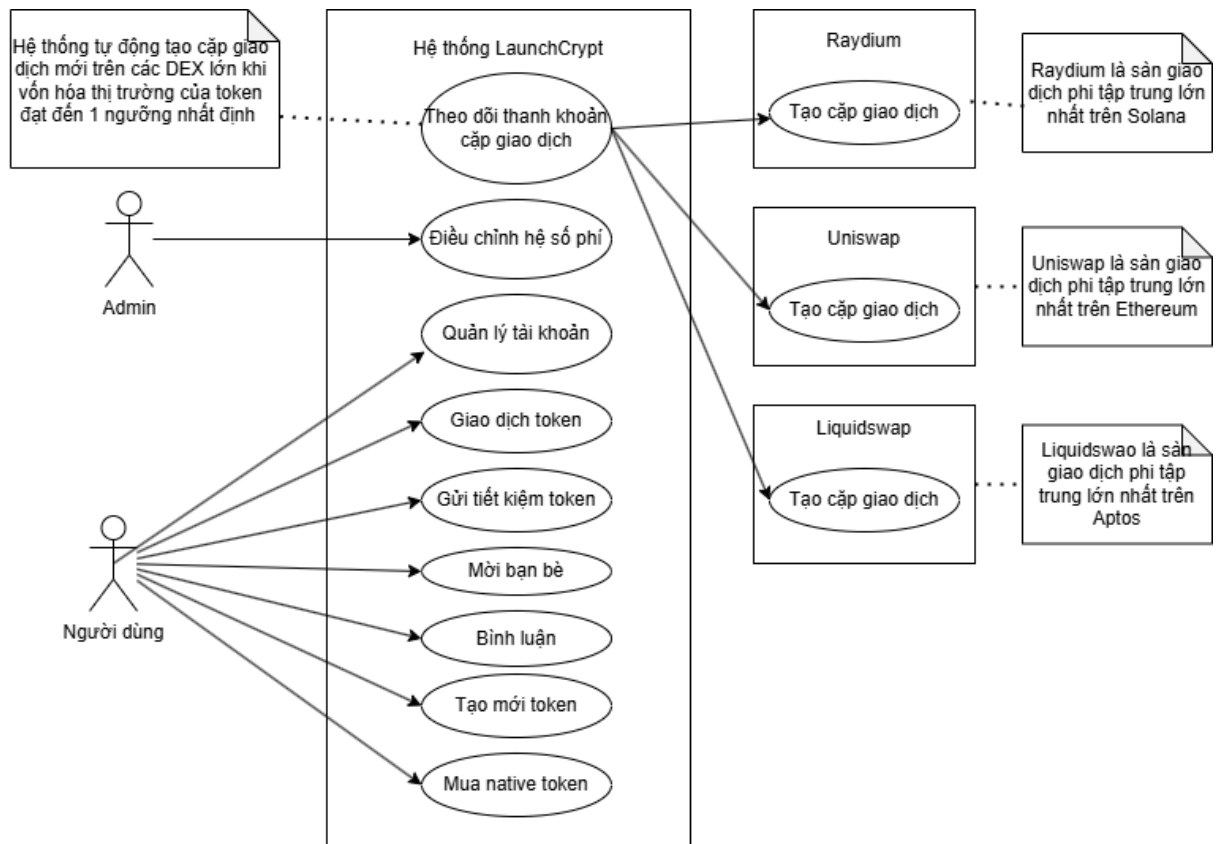 Hệ thống tự động tạo cặp giao
dịch mới trên các DEX lớn khi
vốn hóa thị trường của token
đạt đến 1 ngưỡng nhất định
Hệ thống LaunchCrypt
Theo dõi thanh khoản
cặp giao dịch
Raydium
Tạo cặp giao dịch
Raydium là sàn giao
dịch phi tập trung lớn
nhất trên Solana
Admin
Điều chỉnh hệ số phí
Uniswap
Tạo cặp giao dịch
Uniswap là sàn giao
dịch phi tập trung lớn
nhất trên Ethereum
Quản lý tài khoản
Giao dịch token
Gửi tiết kiệm token
Mời bạn bè
Bình luận
Tạo mới token
Mua native token
Người dùng
Liquidswap
Tạo cặp giao dịch
Liquidswao là sàn
giao dịch phi tập
trung lớn nhất trên
Aptos